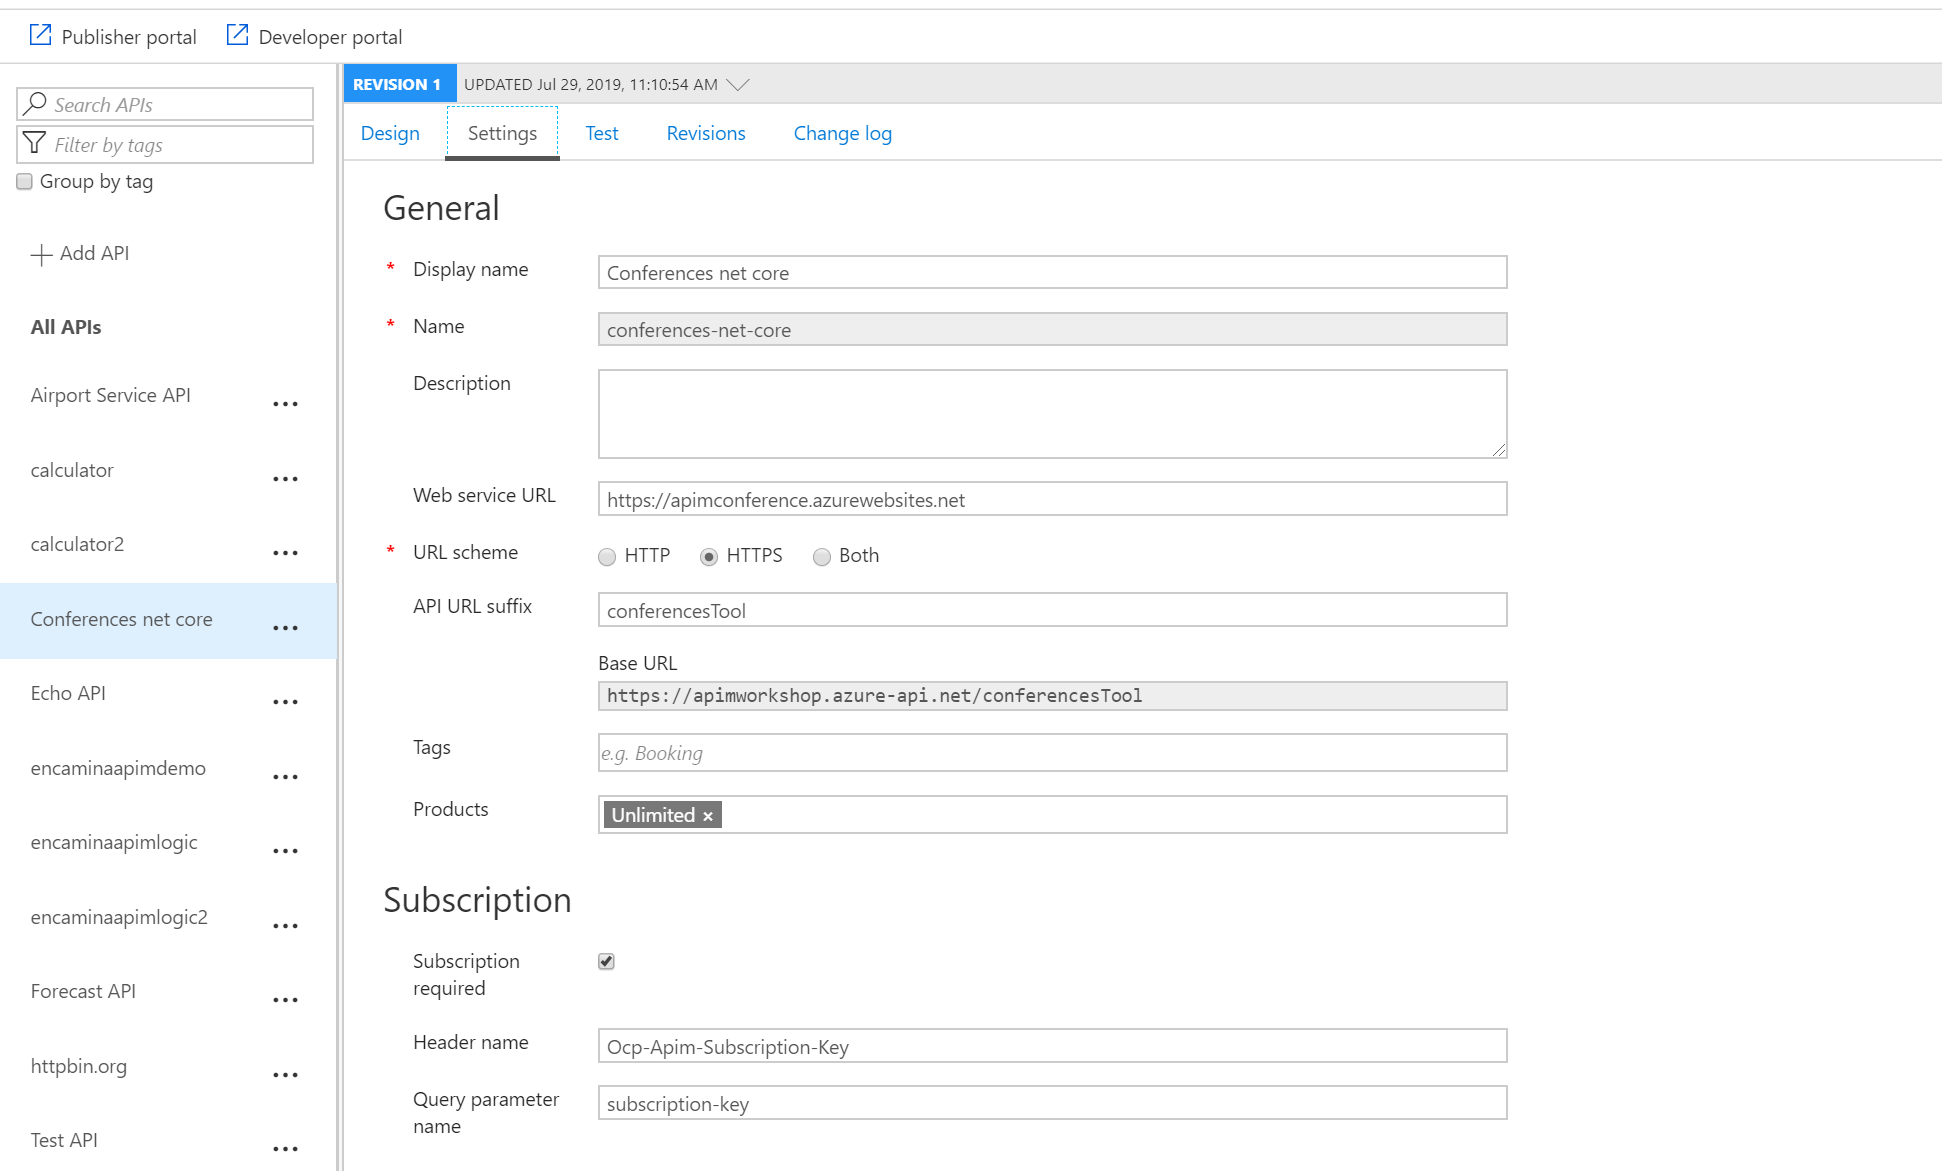 Publisher portal
Developer portal
Search APIs
Filter by tags
Group by tag
Add API
All APIs
Airport Service API
calculator
calculator2
Conferences net core
Echo API
encaminaapimdemo
encaminaapimlogic
encaminaapimlogic2
Forecast API
httpbin.org
Test API
REVISION 1
UPDATED Jul 29, 2019, 11:10:54 AM
Design
Settings
Test
Revisions
Change log
General
* Display name
Conferences net core
* Name
conferences-net-core
Description
Web service URL
https://apimconference.azurewebsites.net
* URL scheme
HTTP
HTTPS
Both
API URL suffix
conferencesTool
Base URL
https://apimworkshop.azure-api.net/conferencesTool
Tags
e.g. Booking
Products
Unlimited ×
Subscription
Subscription
required
Header name
Ocp-Apim-Subscription-Key
Query parameter
name
subscription-key